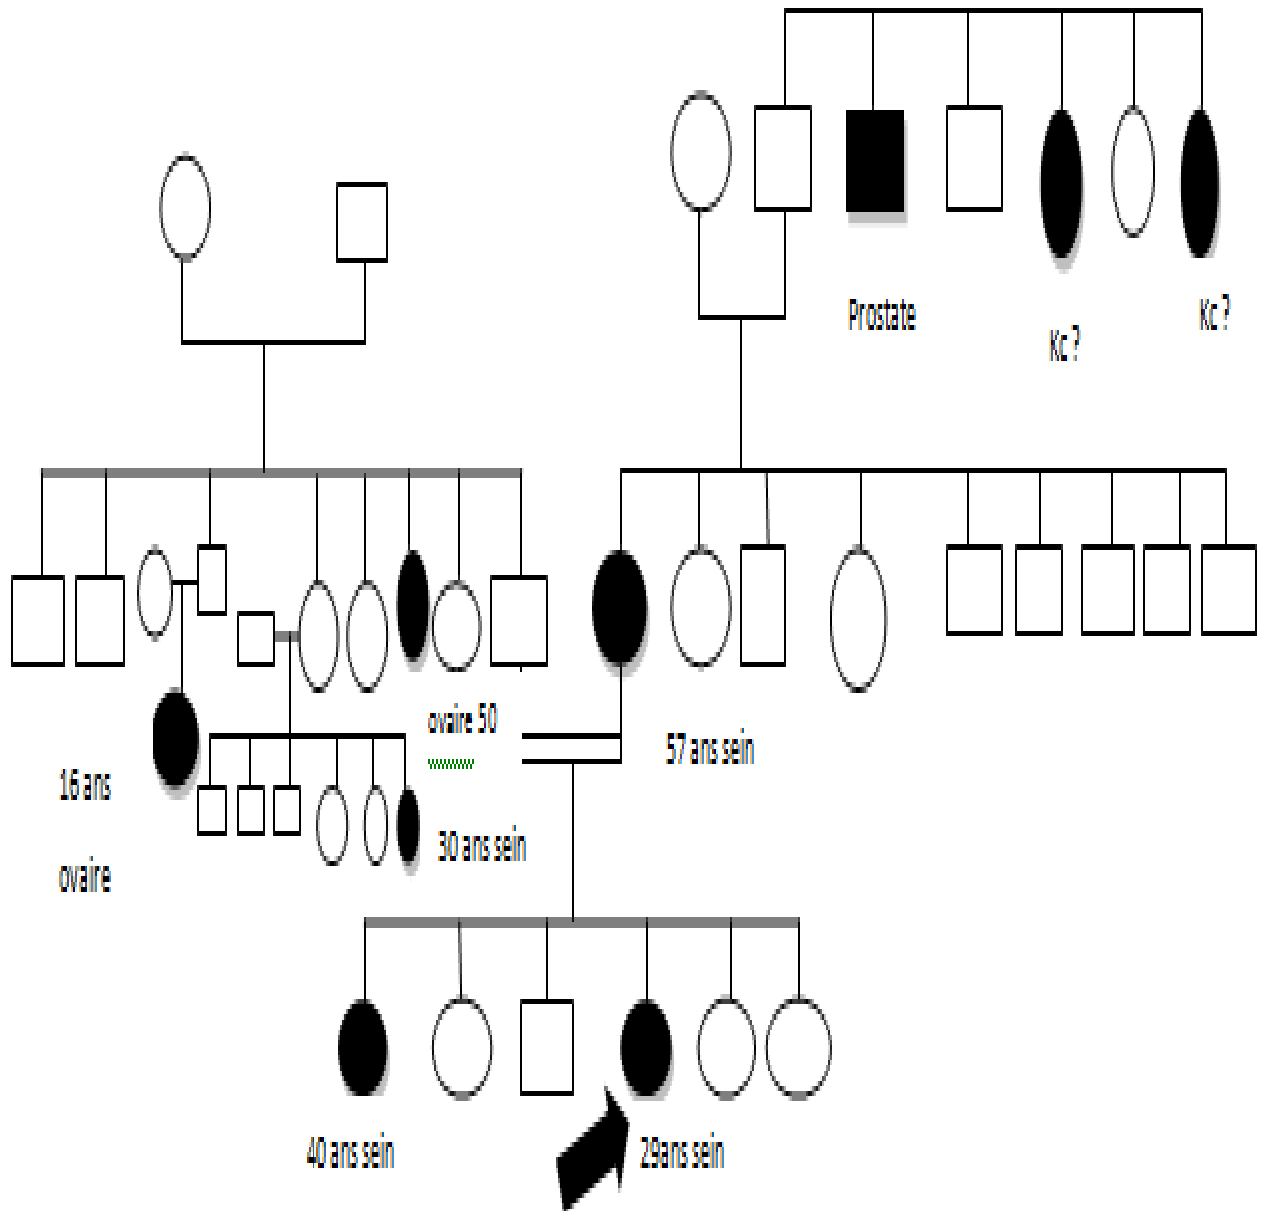 Prostate
Kc ?
Kc ?
ovaire 50
57 ans sein
16 ans
ovaire
30 ans sein
40 ans sein
29ans sein